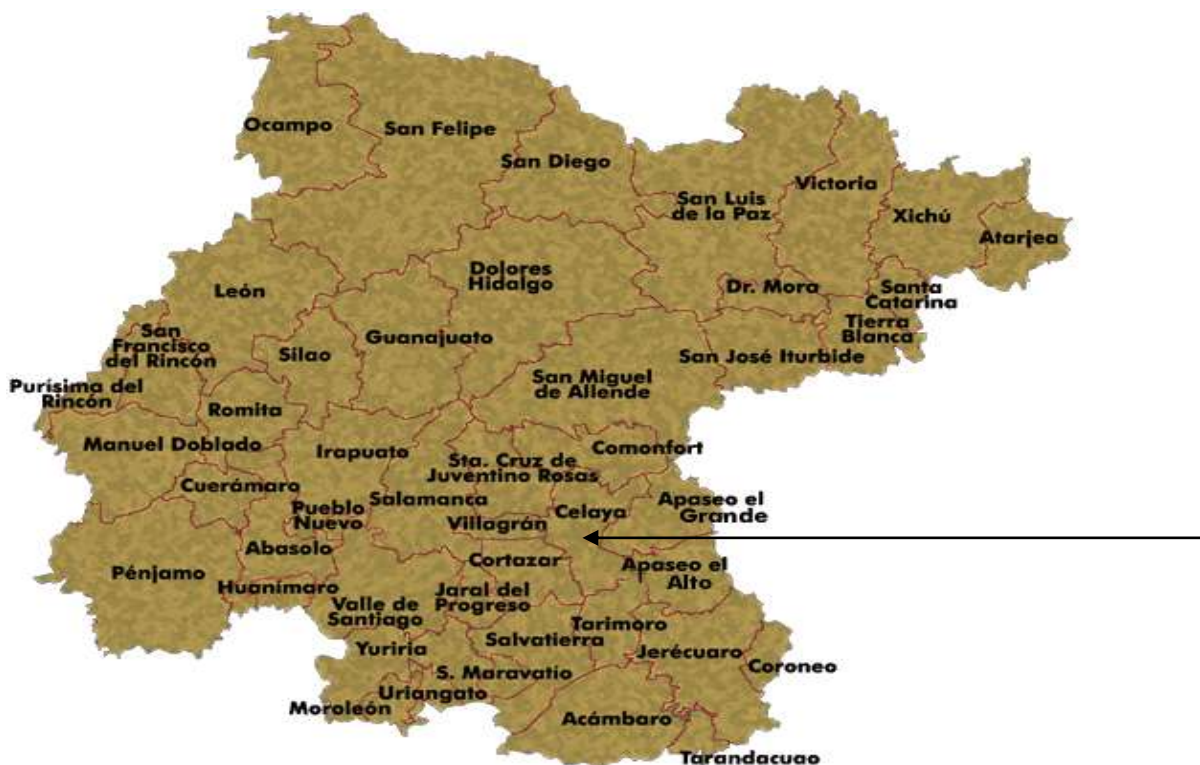 Ocampo
San Felipe
San Diego
San Luis
de la Paz
Victoria
Xichú
Atarjea
León
Dolores
Hidalgo
Dr. Mora
Santa
Catarina
Tierra
Blanca
San
Francisco
del Rincón
Silao
Guanajuato
San José Iturbide
Purísima del
Rincón
Romita
San Miguel
de Allende
Manuel Doblado
Irapuato
Comonfort
Sta. Cruz de
Juventino Rosas
Cuerámaro
Pueblo
Nuevo
Salamanca
Villagrán
Celaya
Apaseo el
Grande
Abasolo
Cortazar
Apaseo el
Alto
Pénjamo
Huanímaro
Valle de
Santiago
Jaral del
Progreso
Tarimoro
Salvatierra
Jerécuaro
Coroneo
Yuriria
S. Maravatío
Uriangato
Moroleón
Acámbaro
Tarandacuao